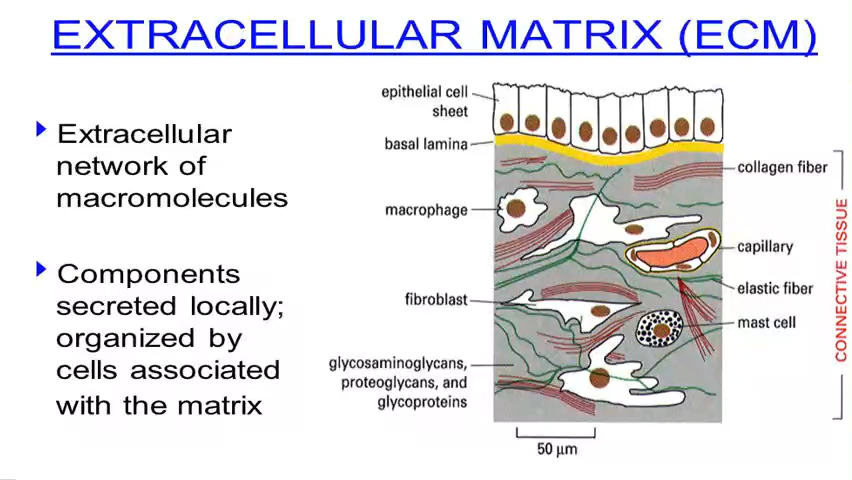 EXTRACELLULAR MATRIX (ECM)
Extracellular
network of
macromolecules
Components
secreted locally;
organized by
cells associated
with the matrix
epithelial cell
sheet
basal lamina
macrophage
fibroblast
glycosaminoglycans,
proteoglycans, and
glycoproteins
collagen fiber
capillary
elastic fiber
mast cell
CONNECTIVE TISSUE
50 μm